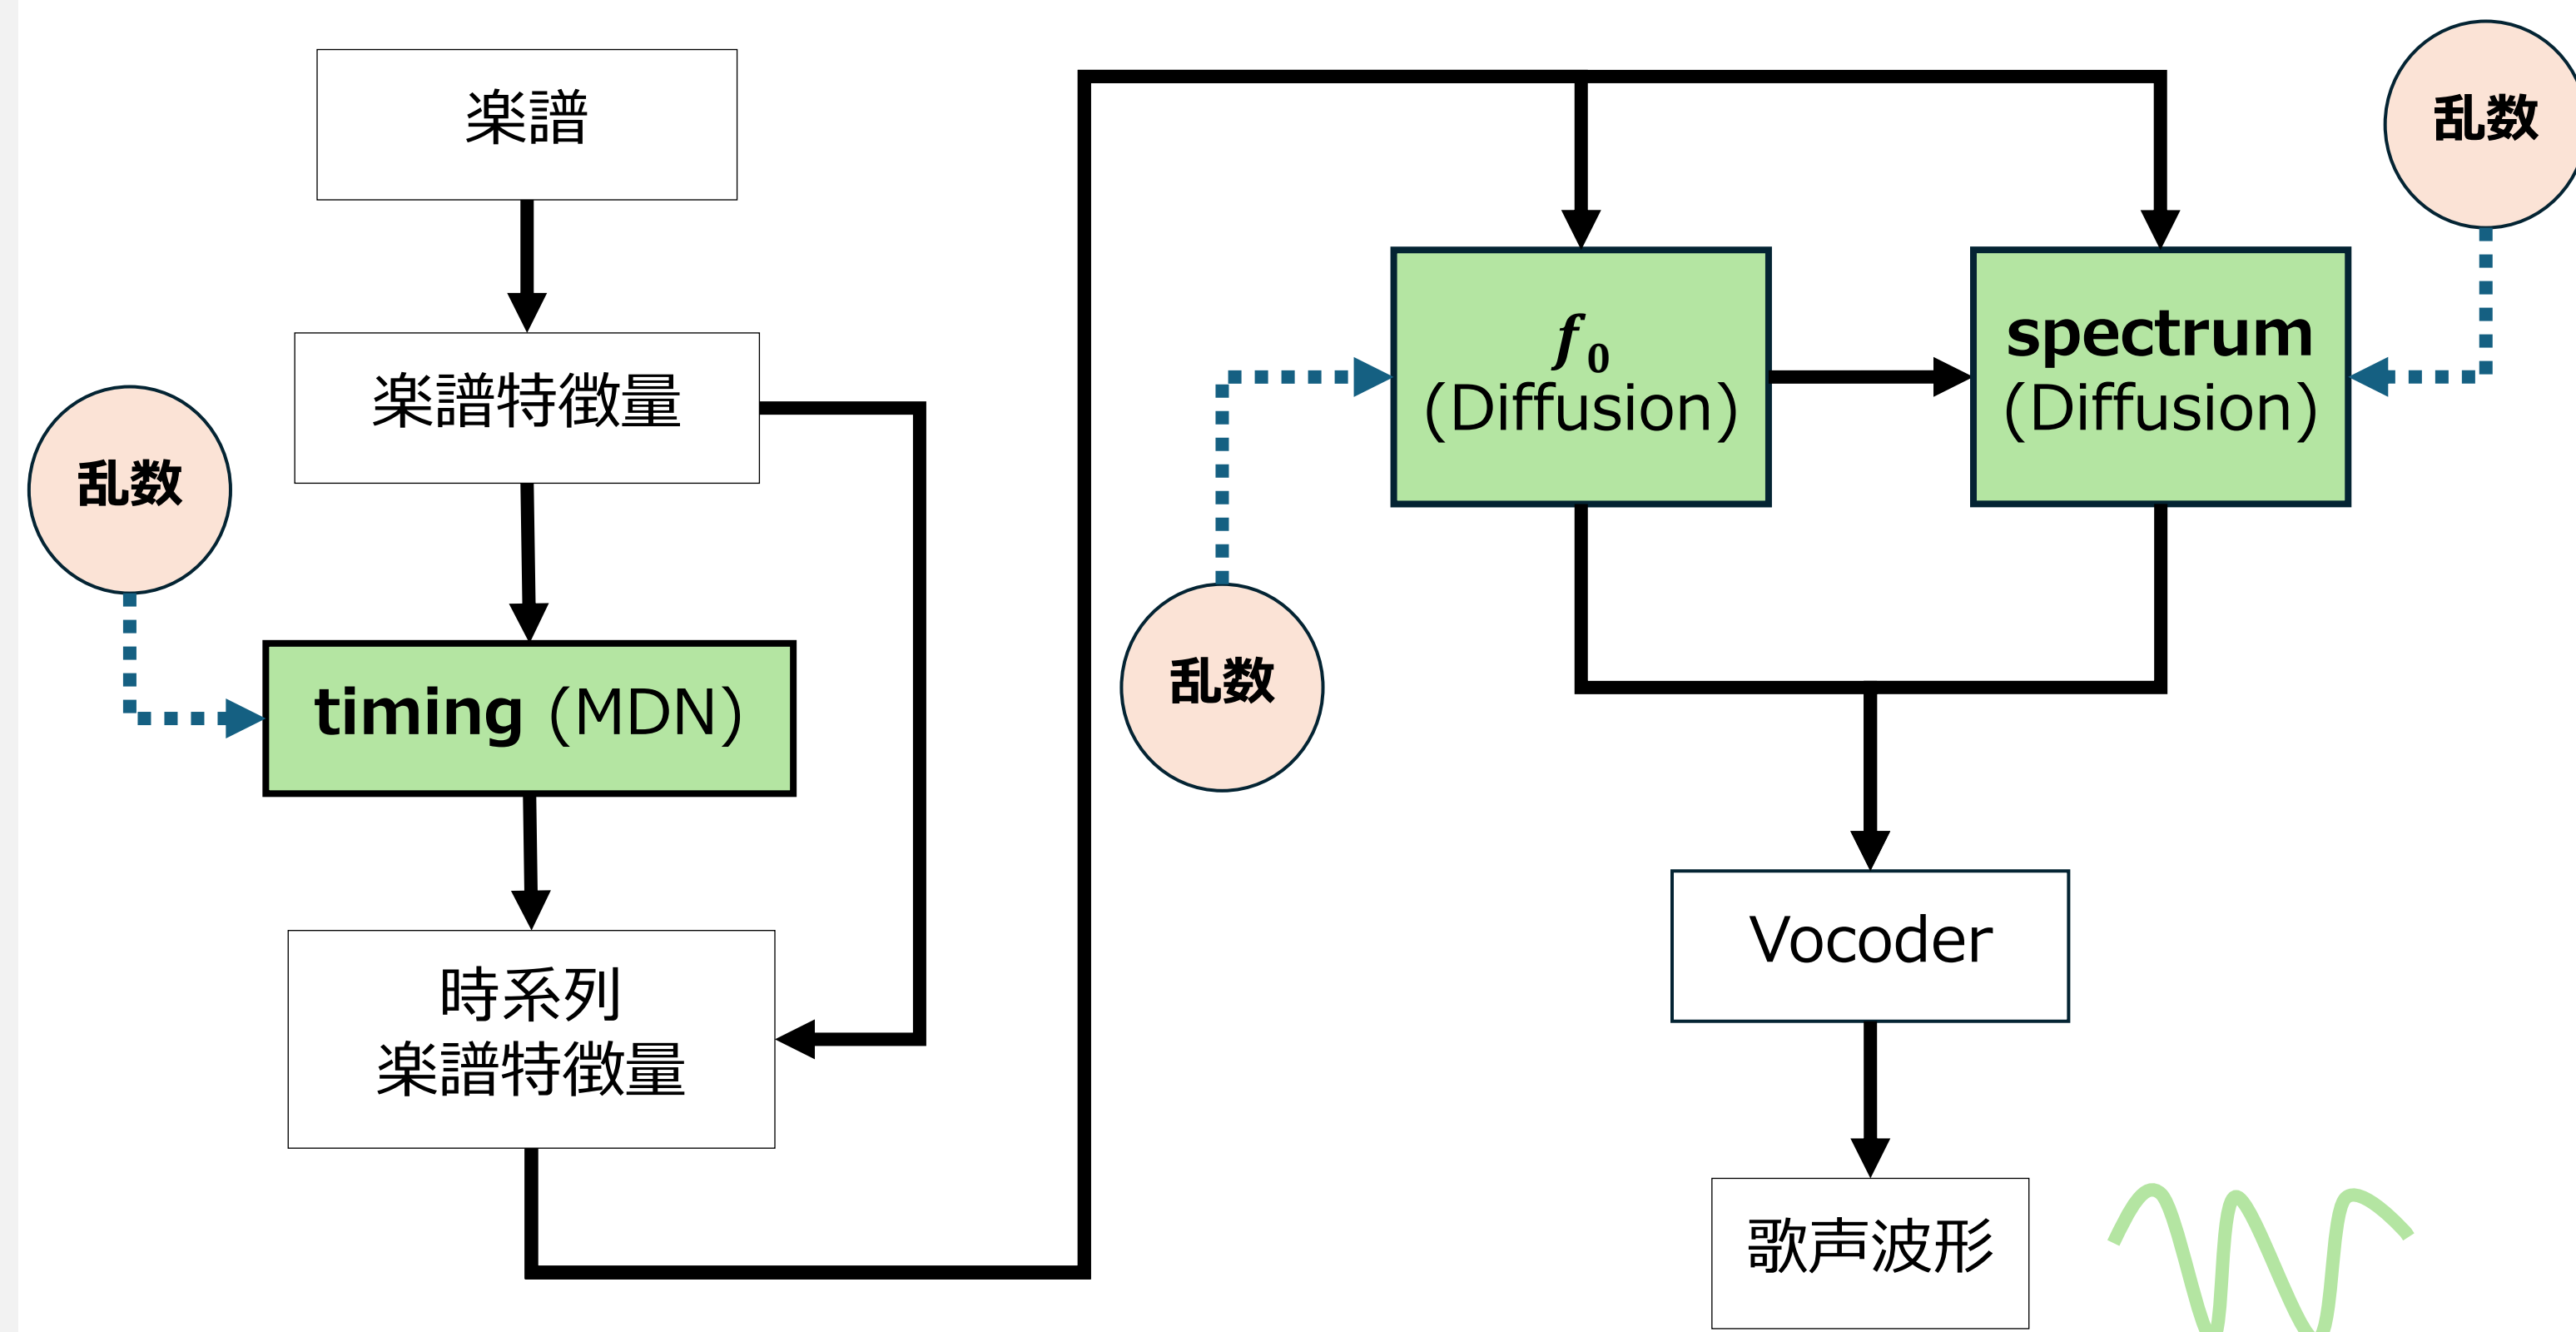 楽譜
楽譜特徴量
乱数
timing (MDN)
時系列
楽譜特徴量
乱数
f0
(Diffusion)
spectrum
(Diffusion)
乱数
Vocoder
歌声波形